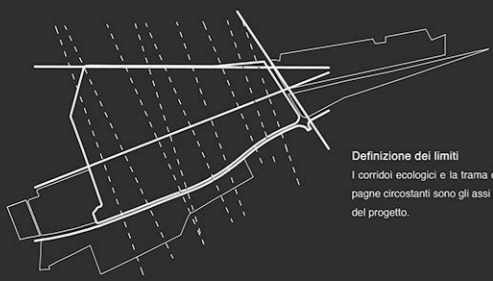 Definizione dei limiti
I corridoi ecologici e la trama
pagne circostanti sono gli assi
del progetto.